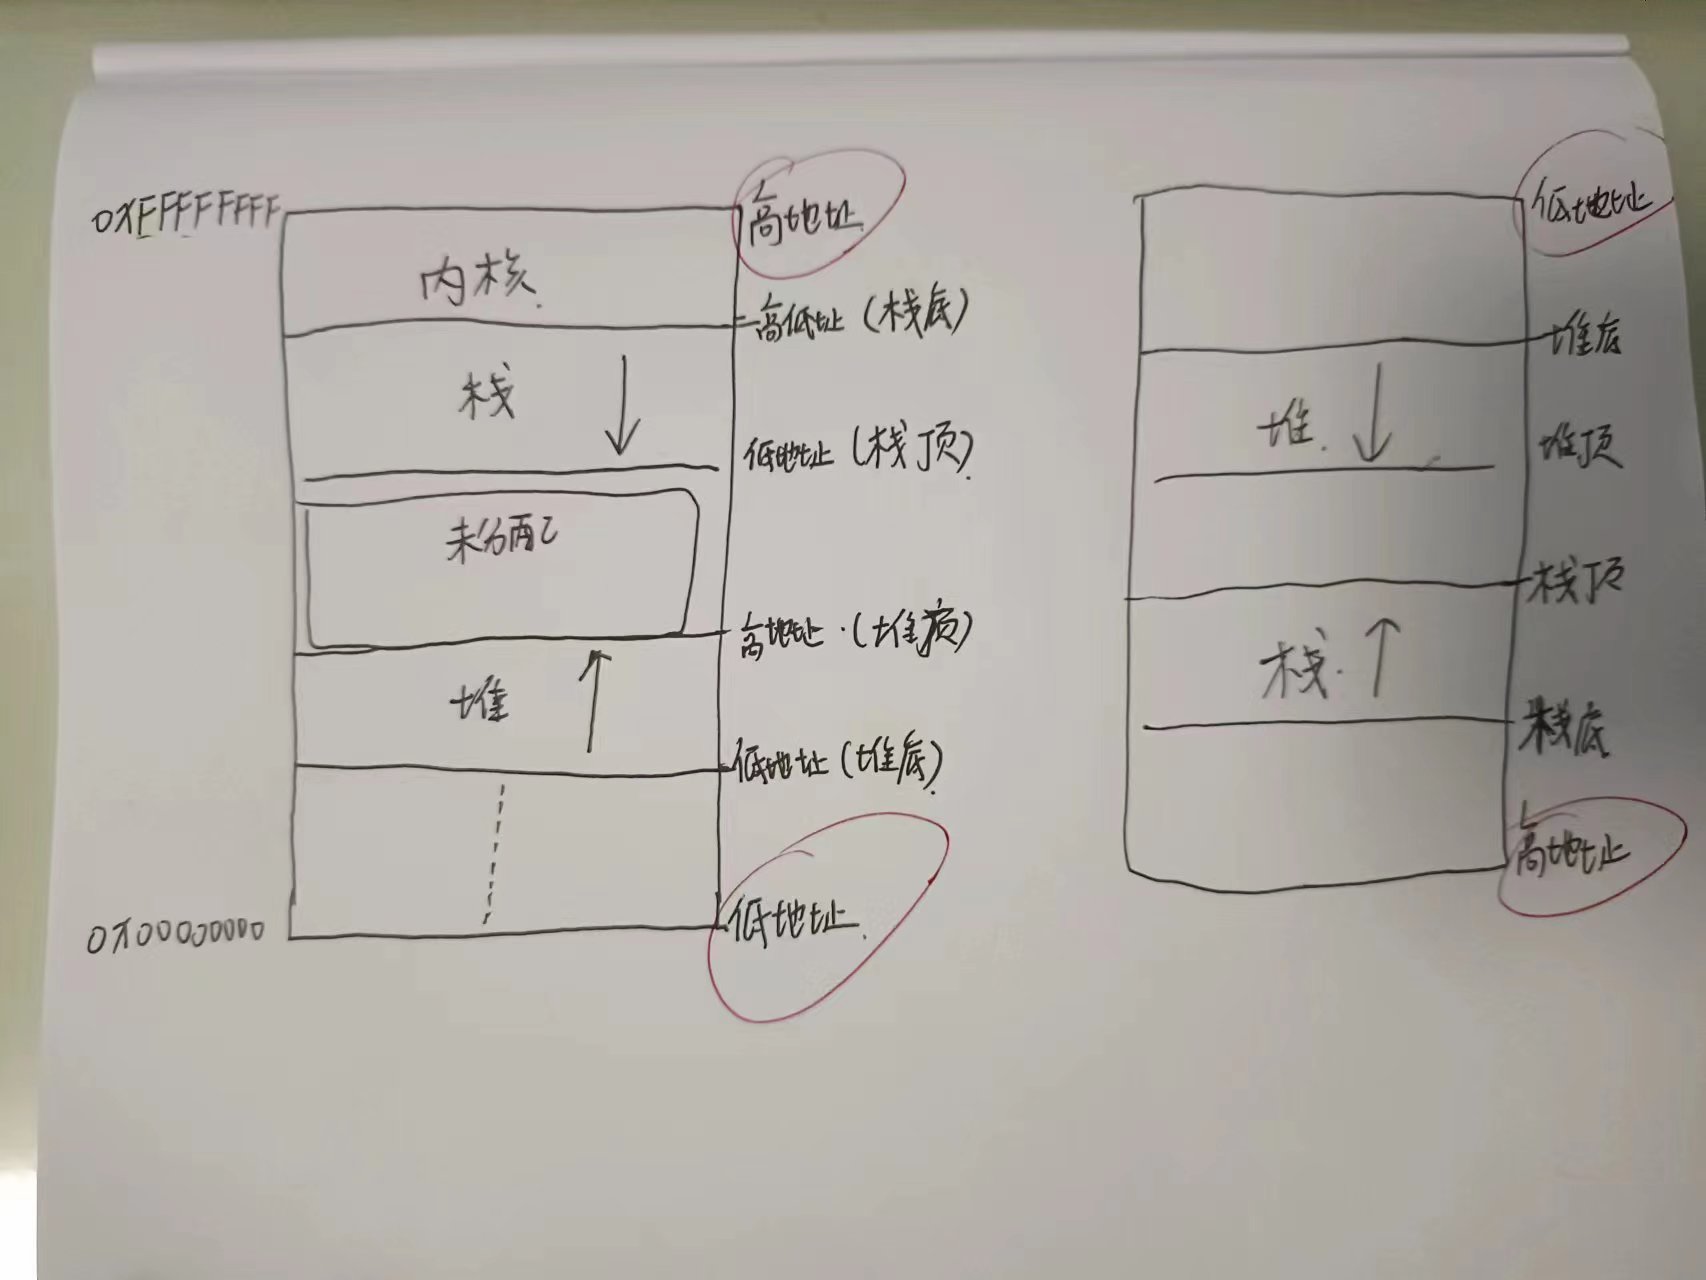 0XFFFFFFFF
高地址
内核
高低址（栈底）
栈
低地址（栈顶）
未分配
高地址（堆顶）
堆
低地址（堆底）
0X00000000
低地址
低地址
堆底
堆
堆顶
栈顶
栈
栈底
高地址